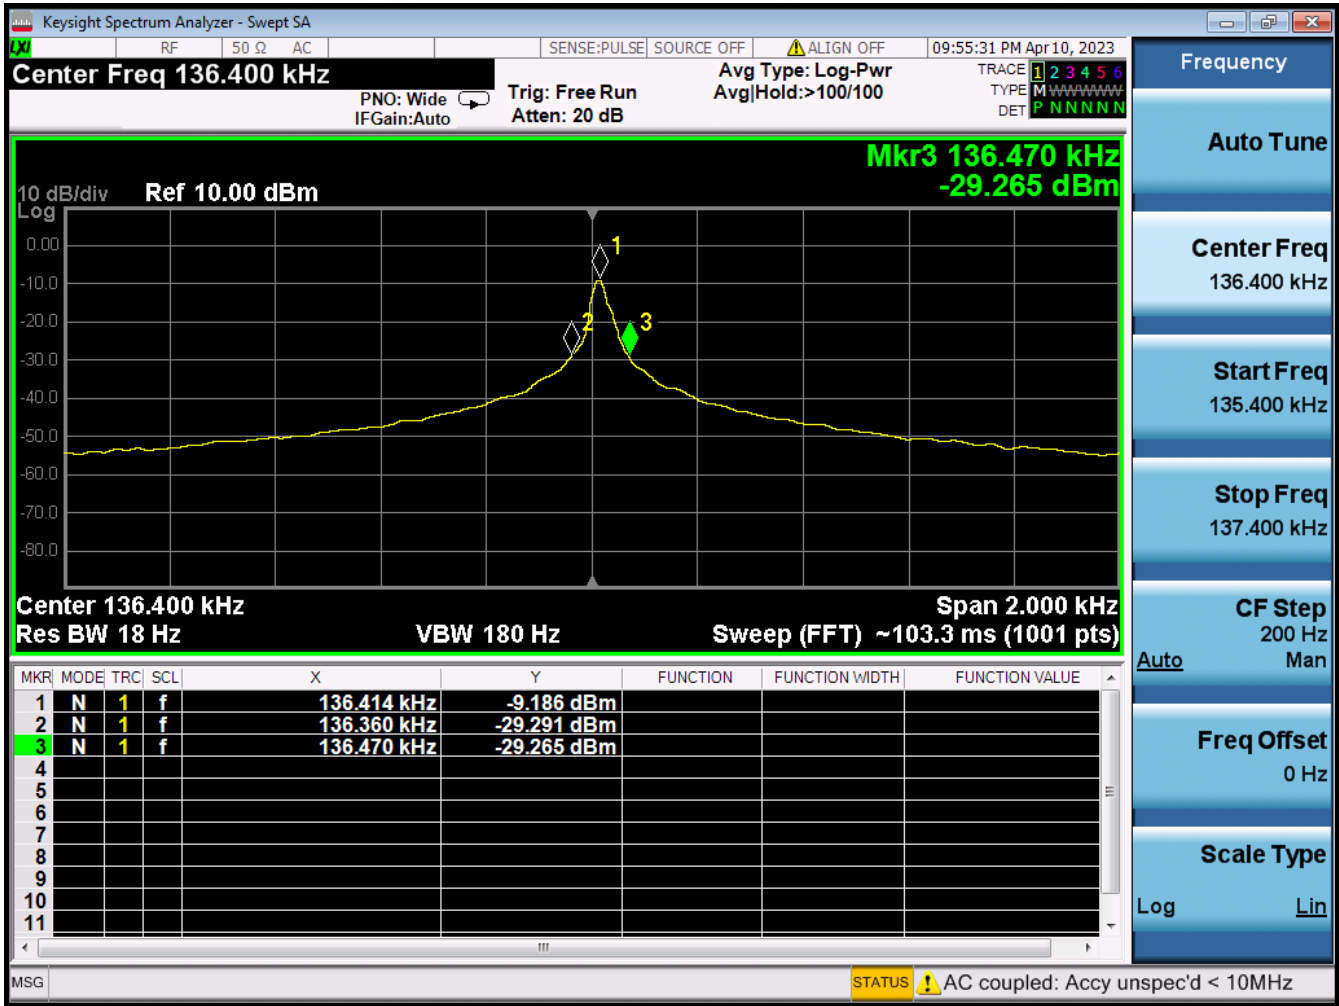 Keysight Spectrum Analyzer - Swept SA
LXI RF 50 Ω AC SENSE:PULSE SOURCE OFF ALIGN OFF 09:55:31 PM Apr 10, 2023
Center Freq 136.400 kHz
PNO: Wide
IFGain:Auto
Trig: Free Run
Atten: 20 dB
Avg Type: Log-Pwr
Avg|Hold:>100/100
TRACE 1 2 3 4 5 6
TYPE M WWWWW
DET P N N N N N
Mkr3 136.470 kHz
-29.265 dBm
10 dB/div Ref 10.00 dBm
Log
0.00
-10.0
-20.0
-30.0
-40.0
-50.0
-60.0
-70.0
-80.0
1
2
3
Center 136.400 kHz Span 2.000 kHz
Res BW 18 Hz VBW 180 Hz Sweep (FFT) ~103.3 ms (1001 pts)
MKR MODE TRC SCL X Y FUNCTION FUNCTION WIDTH FUNCTION VALUE
1 N 1 f 136.414 kHz -9.186 dBm
2 N 1 f 136.360 kHz -29.291 dBm
3 N 1 f 136.470 kHz -29.265 dBm
4
5
6
7
8
9
10
11
MSG STATUS AC coupled: Accy unspec'd < 10MHz
Frequency
Auto Tune
Center Freq
136.400 kHz
Start Freq
135.400 kHz
Stop Freq
137.400 kHz
CF Step
200 Hz
Auto Man
Freq Offset
0 Hz
Scale Type
Log Lin